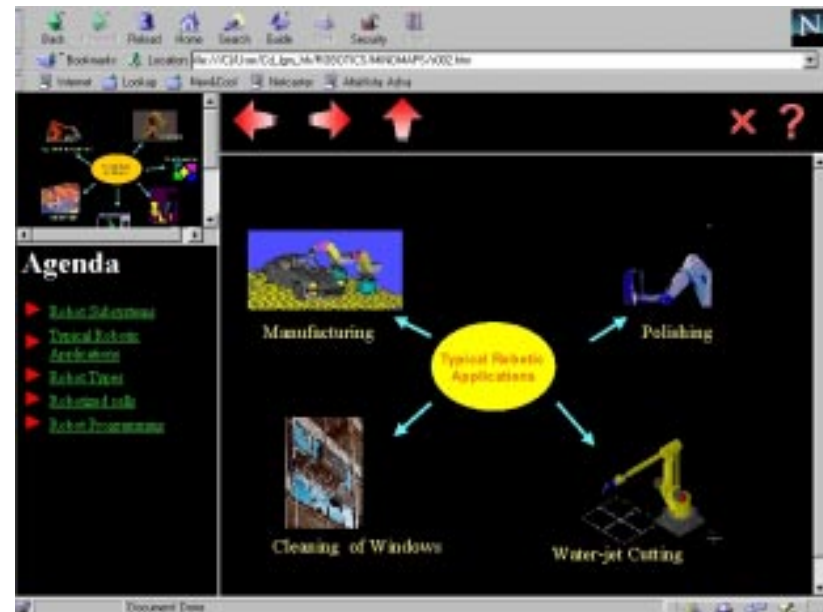 Back Reload Home Search Guide Security
N
Bookmarks Location:
Internet Lookup New&Cool Netcaster
Agenda
Robot Subsystems
Typical Robotic
Applications
Robot Types
Robotized cells
Robot Programming
Manufacturing
Polishing
Typical Robotic
Applications
Cleaning of Windows
Water-jet Cutting
?
Document Done